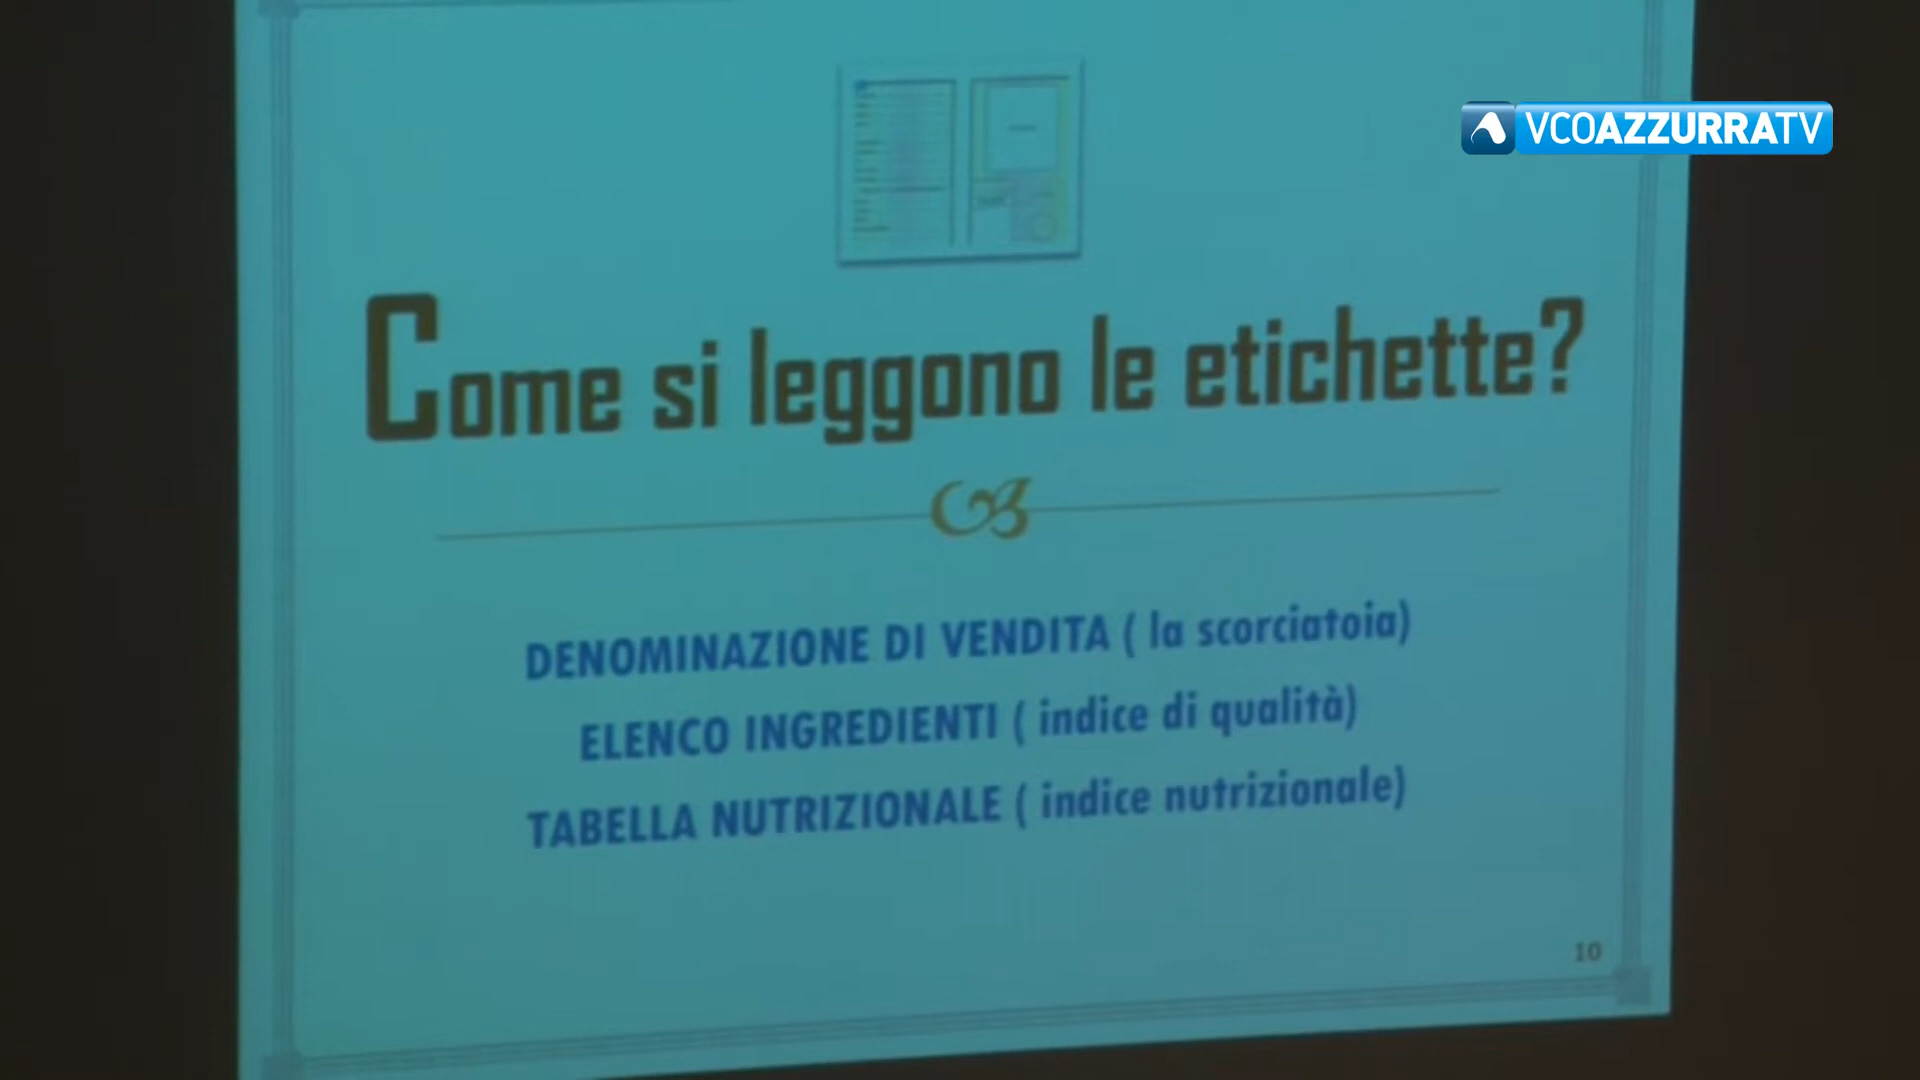 VCOAZZURRATV
Come si leggono le etichette?
DENOMINAZIONE DI VENDITA ( la scorciatoia)
ELENCO INGREDIENTI ( indice di qualità)
TABELLA NUTRIZIONALE ( indice nutrizionale)
10